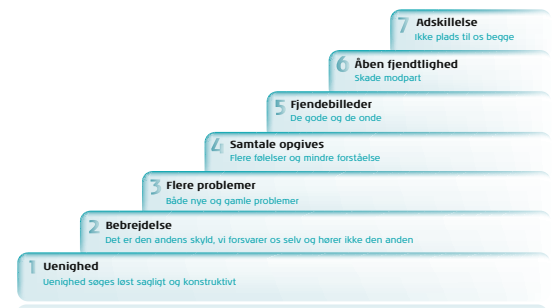 7 Adskillelse
Ikke plads til os begge
6 Åben fjendtlighed
Skade modpart
5 Fjendebilleder
De gode og de onde
4 Samtale opgives
Flere følelser og mindre forståelse
3 Flere problemer
Både nye og gamle problemer
2 Bebrejdelse
Det er den andens skyld, vi forsvarer os selv og hører ikke den anden
1 Uenighed
Uenighed søges løst sagligt og konstruktivt